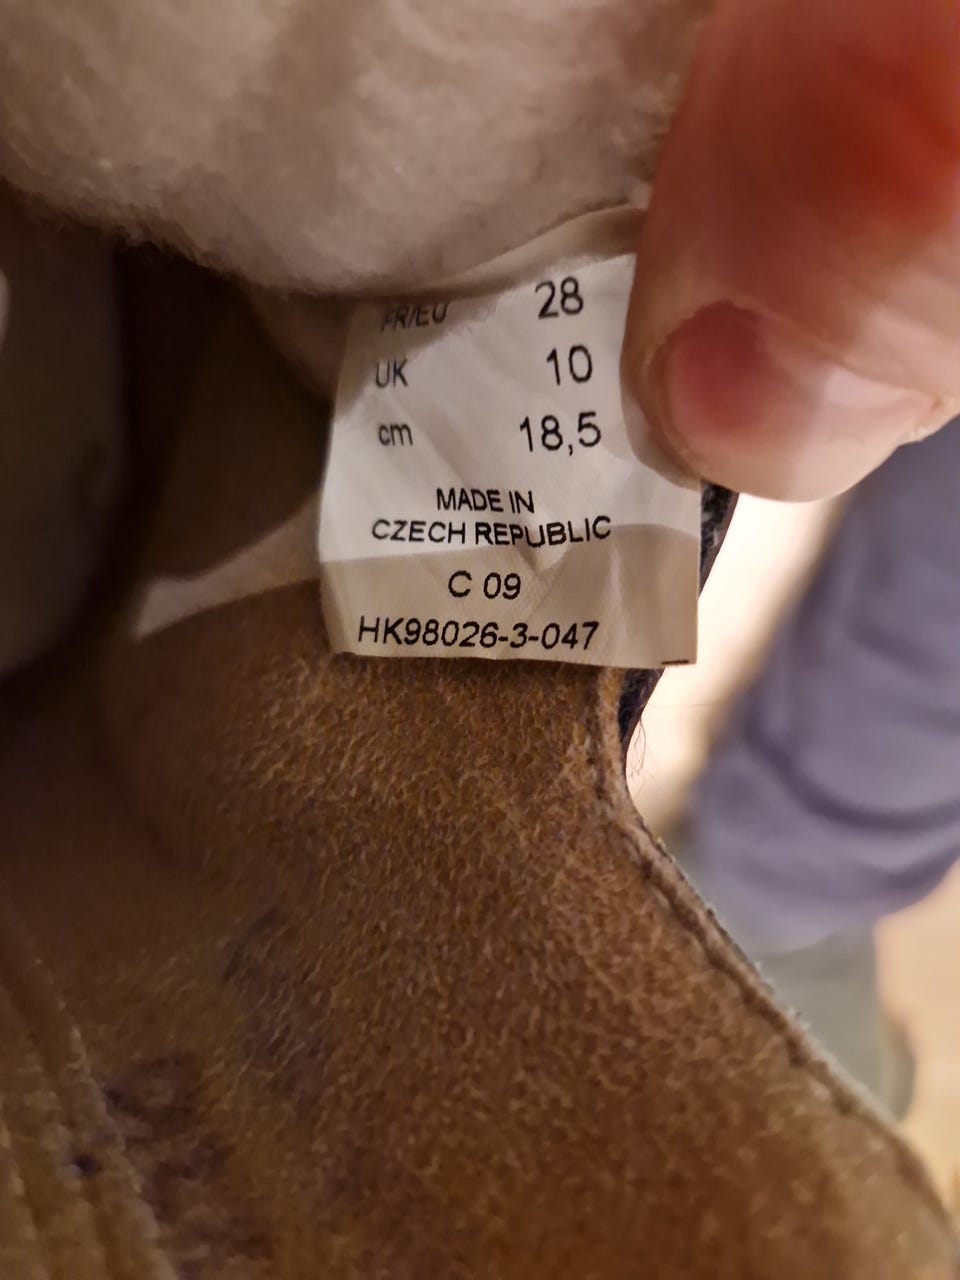 FR/EU 28
UK 10
cm 18,5
MADE IN
CZECH REPUBLIC
C 09
HK98026-3-047